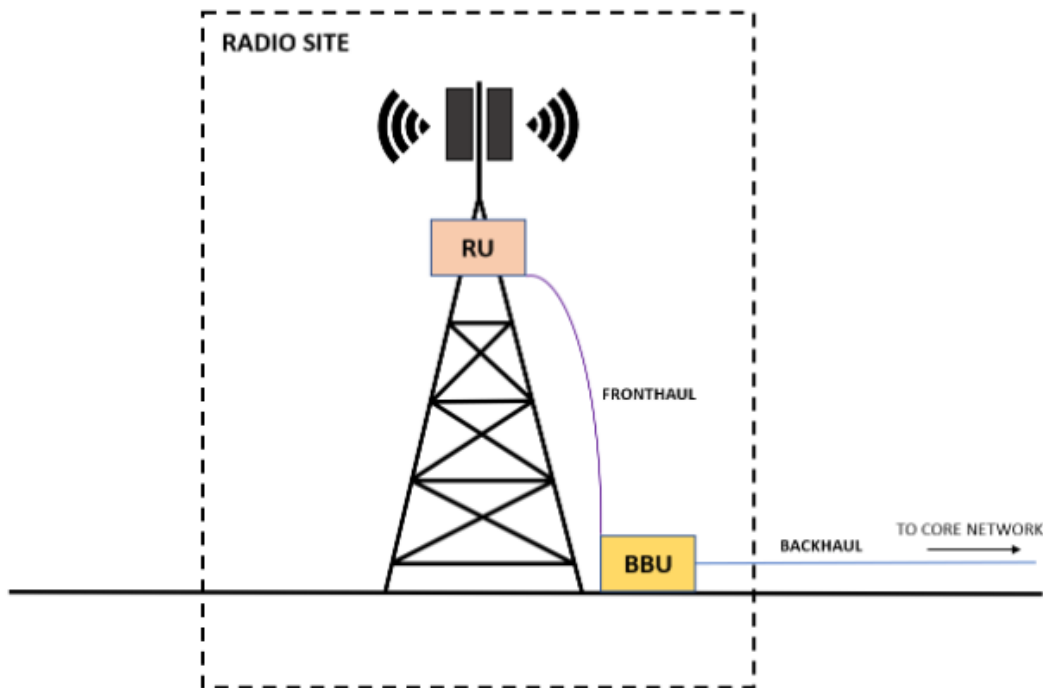 RADIO SITE
RU
FRONTHAUL
TO CORE NETWORK
BACKHAUL
BBU